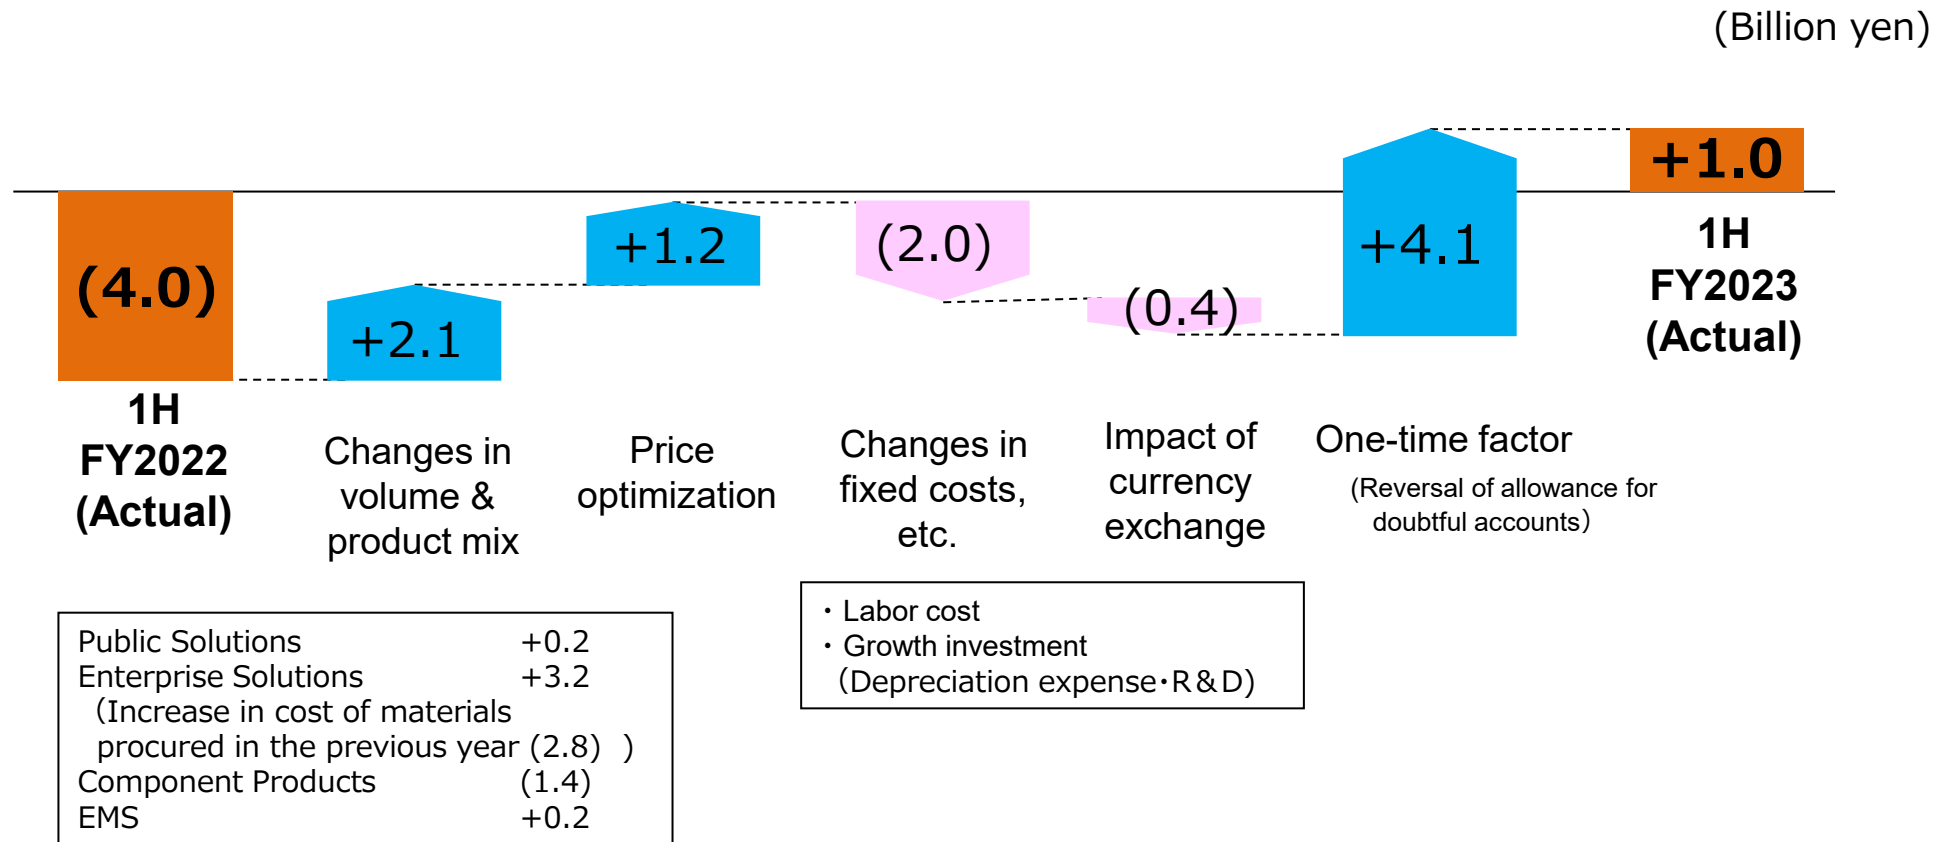 (Billion yen)
(4.0)
+2.1
+1.2
(2.0)
(0.4)
+4.1
+1.0
1H
FY2022
(Actual)
Changes in
volume &
product mix
Price
optimization
Changes in
fixed costs,
etc.
Impact of
currency
exchange
One-time factor
(Reversal of allowance for
doubtful accounts）
1H
FY2023
(Actual)
Public Solutions +0.2
Enterprise Solutions +3.2
（Increase in cost of materials
procured in the previous year (2.8) ）
Component Products (1.4)
EMS +0.2
・Labor cost
・Growth investment
（Depreciation expense・R＆D）